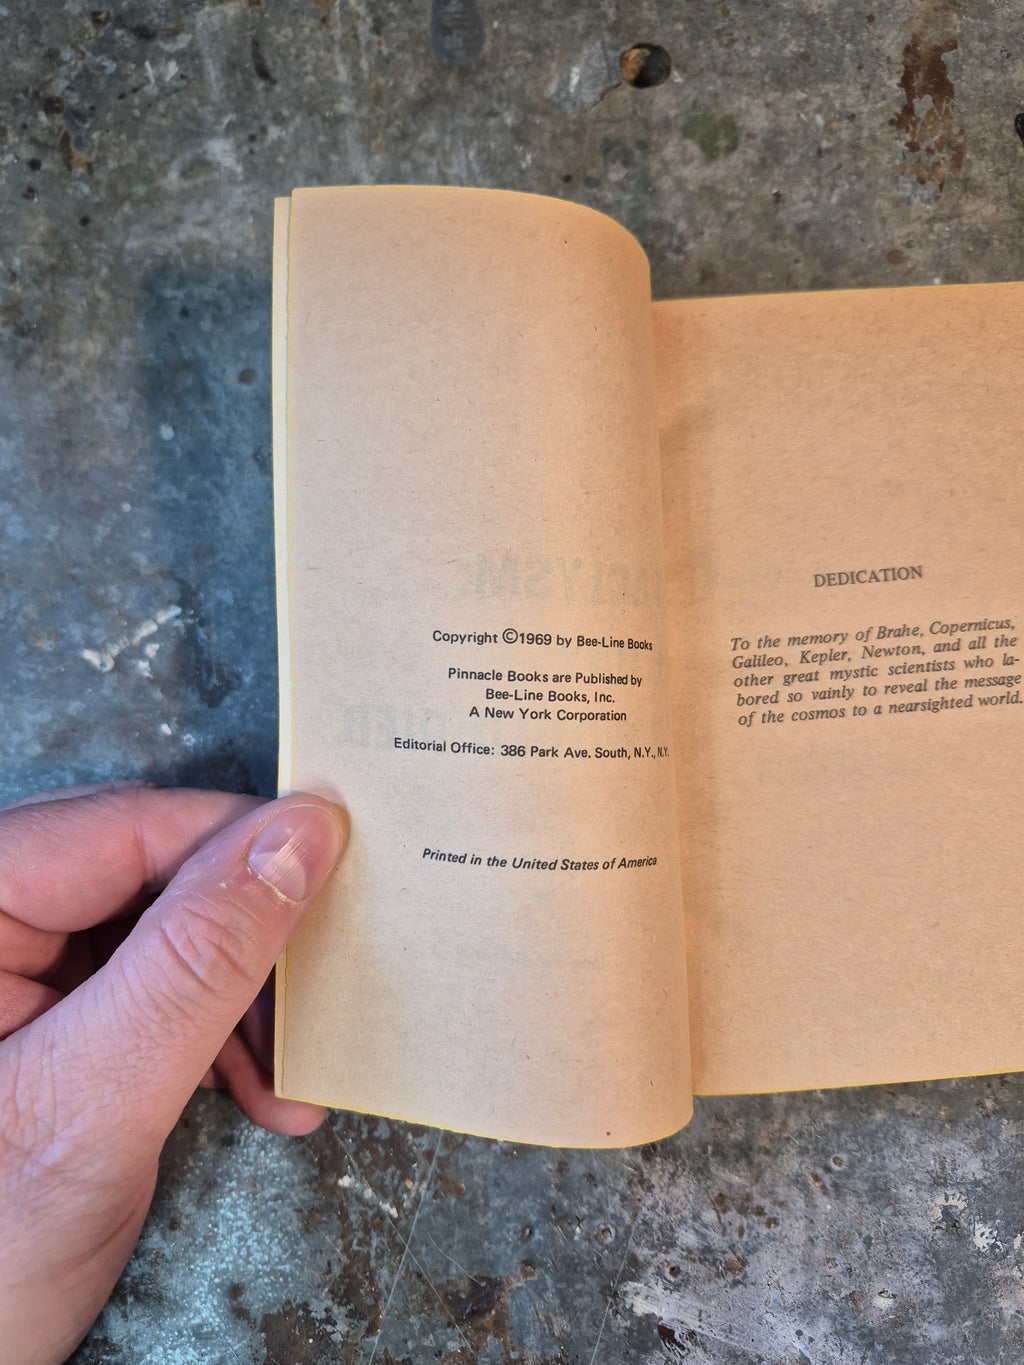 Copyright ©1969 by Bee-Line Books
Pinnacle Books are Published by
Bee-Line Books, Inc.
A New York Corporation
Editorial Office: 386 Park Ave. South, N.Y., N.Y.
Printed in the United States of America
DEDICATION
To the memory of Brahe, Copernicus,
Galileo, Kepler, Newton, and all the
other great mystic scientists who la-
bored so vainly to reveal the message
of the cosmos to a nearsighted world.